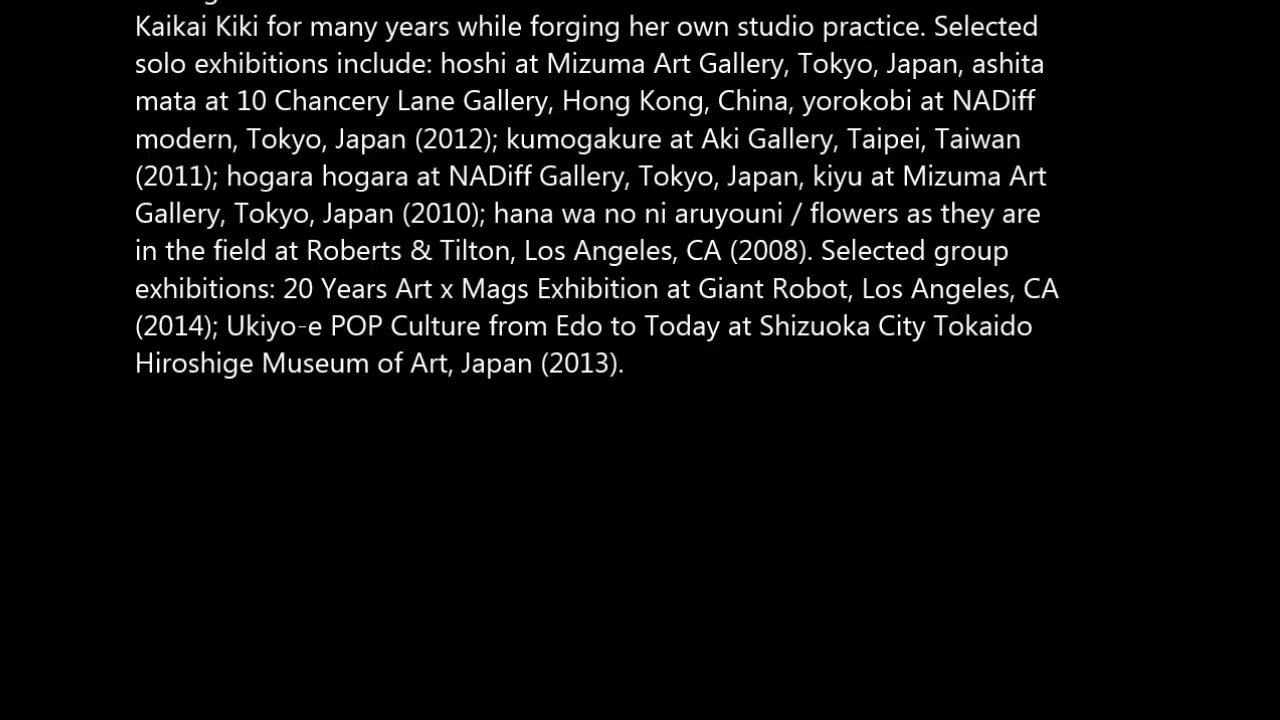 Kaikai Kiki for many years while forging her own studio practice. Selected
solo exhibitions include: hoshi at Mizuma Art Gallery, Tokyo, Japan, ashita
mata at 10 Chancery Lane Gallery, Hong Kong, China, yorokobi at NADiff
modern, Tokyo, Japan (2012); kumogakure at Aki Gallery, Taipei, Taiwan
(2011); hogara hogara at NADiff Gallery, Tokyo, Japan, kiyu at Mizuma Art
Gallery, Tokyo, Japan (2010); hana wa no ni aruyouni / flowers as they are
in the field at Roberts & Tilton, Los Angeles, CA (2008). Selected group
exhibitions: 20 Years Art x Mags Exhibition at Giant Robot, Los Angeles, CA
(2014); Ukiyo-e POP Culture from Edo to Today at Shizuoka City Tokaido
Hiroshige Museum of Art, Japan (2013).